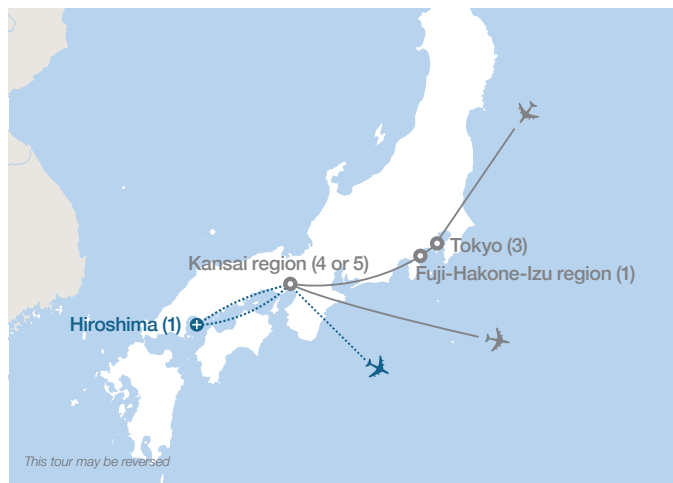 Tokyo (3)
Kansai region (4 or 5)
Fuji-Hakone-Izu region (1)
Hiroshima (1)
This tour may be reversed